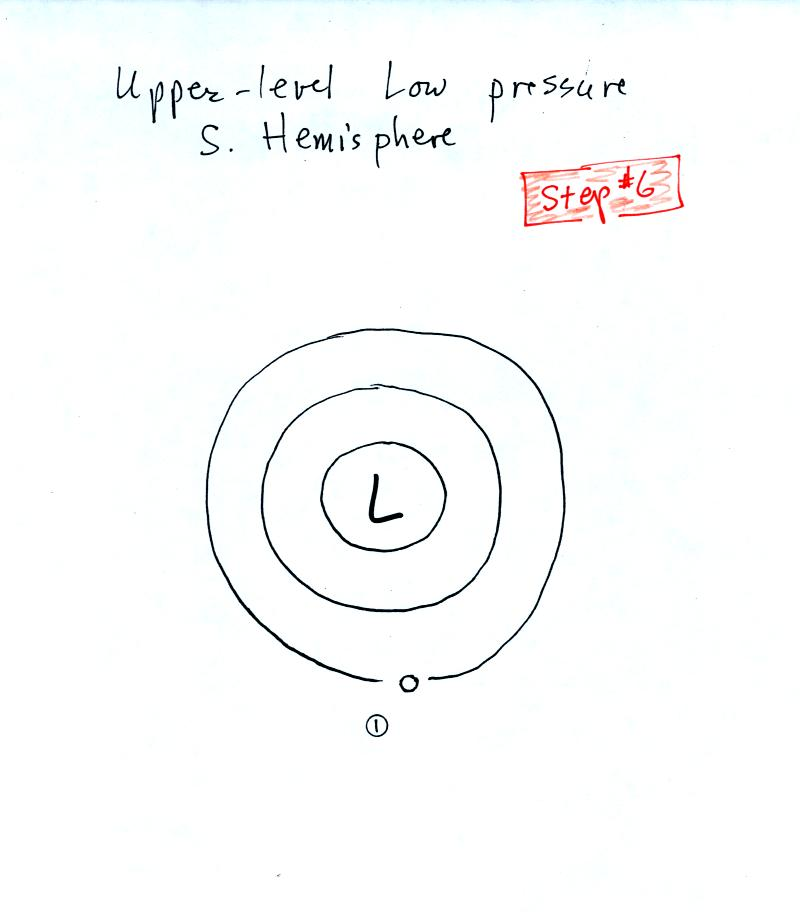 Upper-level Low pressure
S. Hemisphere
Step #6
L
①